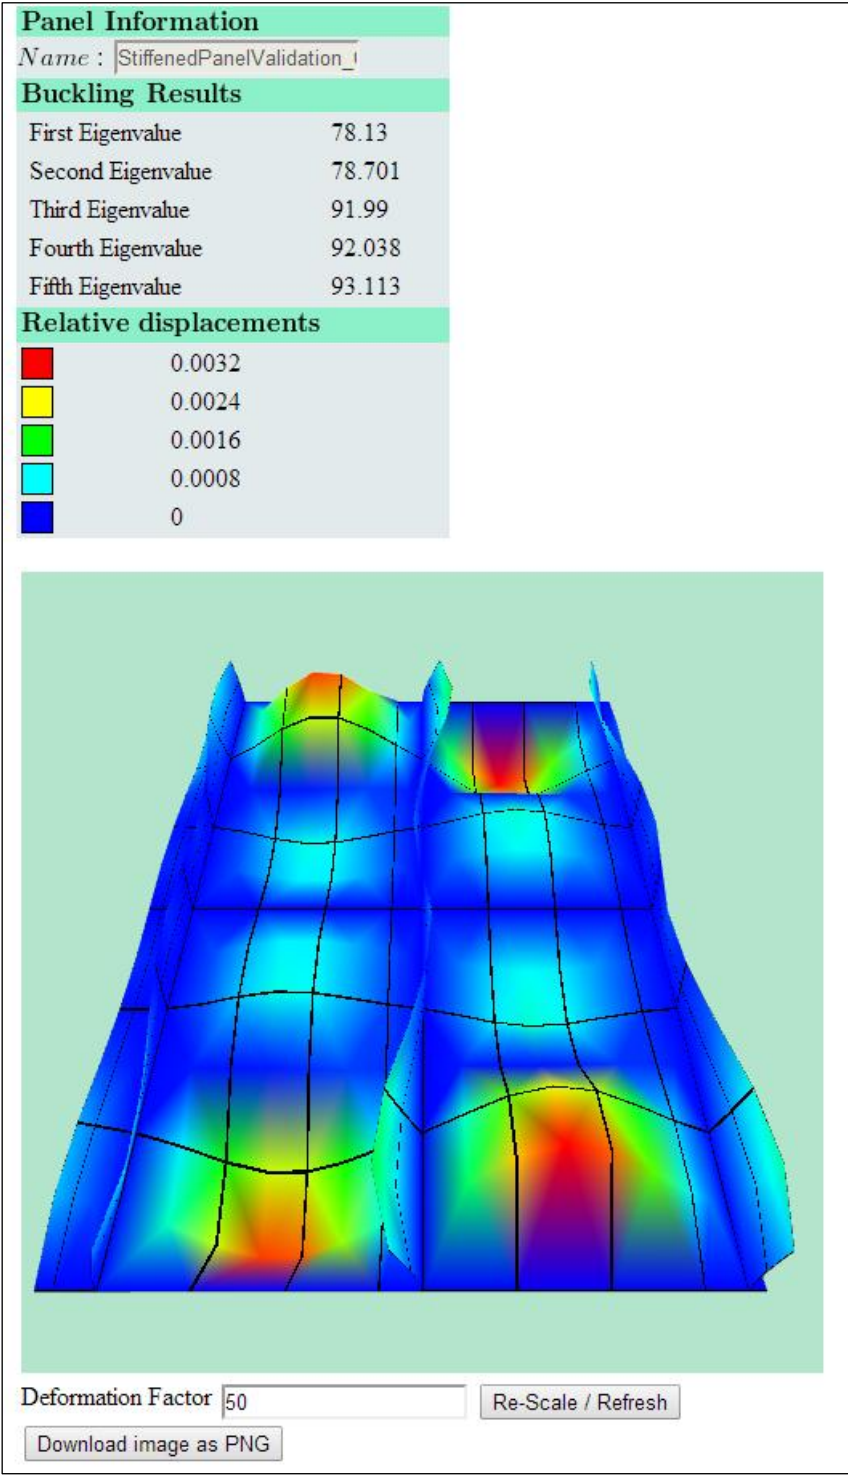 Panel Information
Name : StiffenedPanelValidation_
Buckling Results
First Eigenvalue 78.13
Second Eigenvalue 78.701
Third Eigenvalue 91.99
Fourth Eigenvalue 92.038
Fifth Eigenvalue 93.113
Relative displacements
0.0032
0.0024
0.0016
0.0008
0
Deformation Factor 50 Re-Scale / Refresh
Download image as PNG